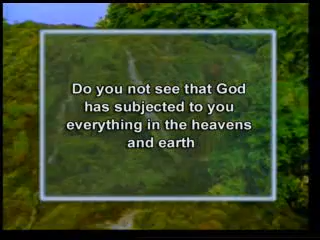 Do you not see that God
has subjected to you
everything in the heavens
and earth